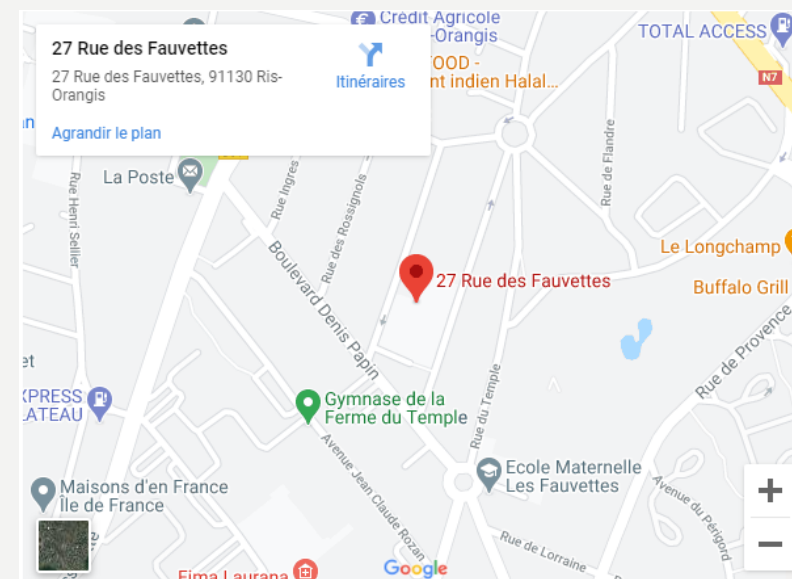 27 Rue des Fauvettes
27 Rue des Fauvettes, 91130 Ris-
Orangis
Itinéraires
Agrandir le plan
Crédit Agricole
-Orangis
OOD -
nt indien Halal...
TOTAL ACCESS
N7
an
La Poste
Rue Henri Sellier
Rue Ingres
Rue des Rossignols
Rue de Flandre
Boulevard Denis Papin
27 Rue des Fauvettes
Le Longchamp
Buffalo Grill
Rue de Provence
et
XPRESS
LATEAU
Gymnase de la
Ferme du Temple
Rue du Temple
Avenue Jean Claude Rozan
Ecole Maternelle
Les Fauvettes
Avenue du Périgord
Maisons d'en France
Île de France
Rue de Lorraine
Eima Laurana
Google